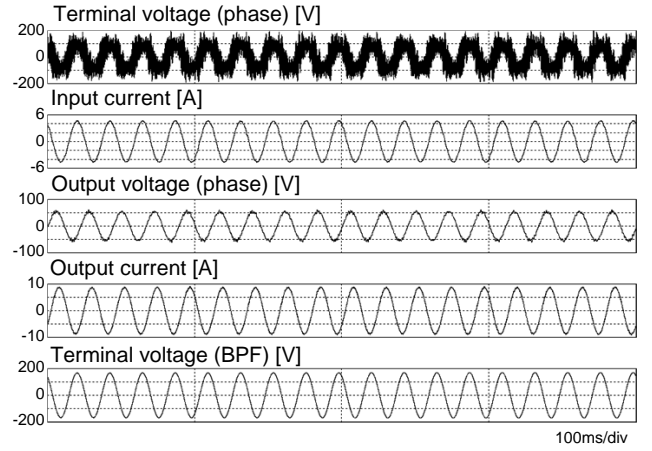 Terminal voltage (phase) [V]
200
0
-200
Input current [A]
6
0
-6
Output voltage (phase) [V]
100
0
-100
Output current [A]
10
0
-10
Terminal voltage (BPF) [V]
200
0
-200
100ms/div